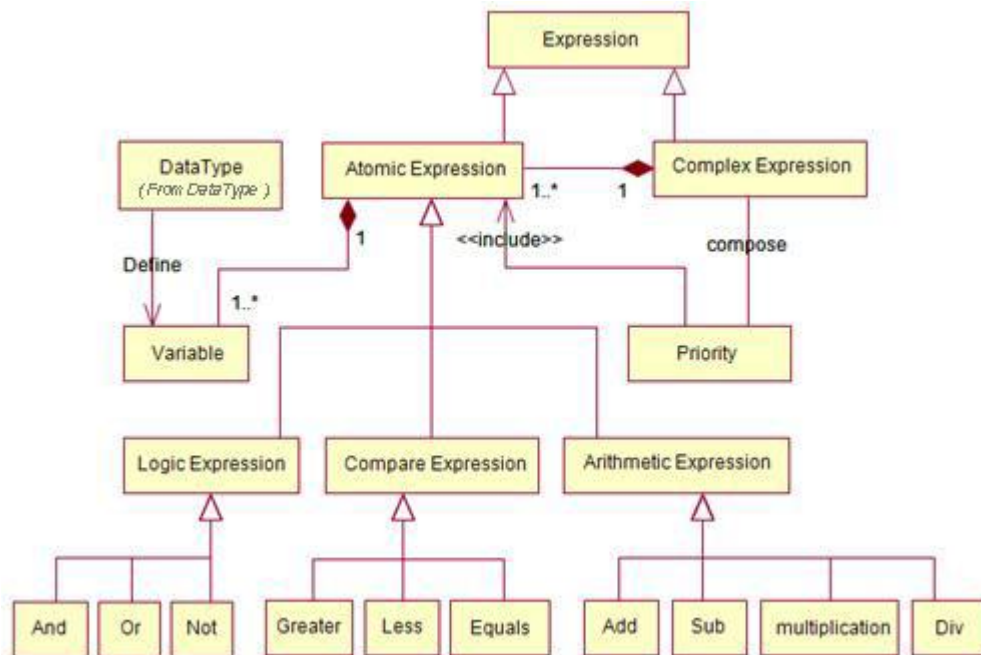 Expression
DataType
( From DataType )
Atomic Expression
Complex Expression
1..*
1
1
<<include>>
compose
Define
1..*
Variable
Priority
Logic Expression
Compare Expression
Arithmetic Expression
And
Or
Not
Greater
Less
Equals
Add
Sub
multiplication
Div